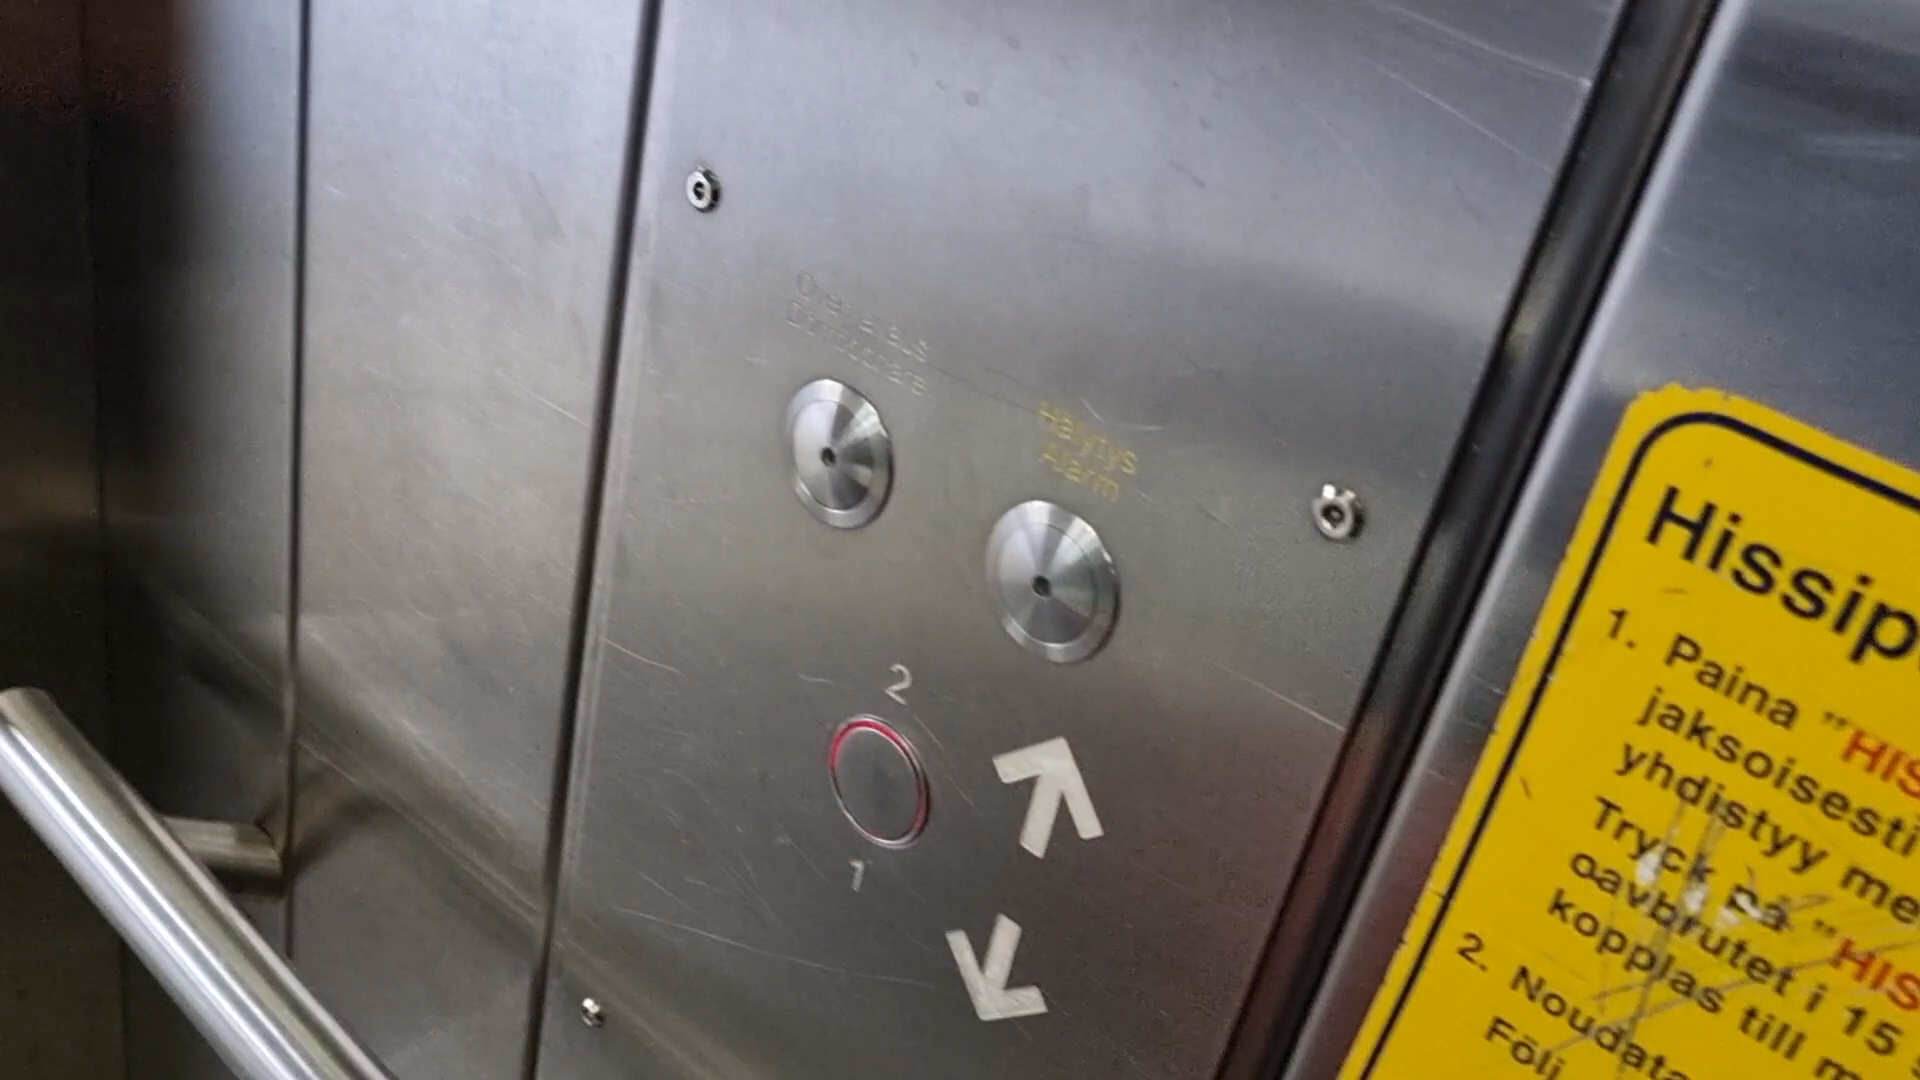 Hälytys
Alarm
2
1
Hissip
1. Paina "HIS
jaksoisesti
yhdistyy me
Tryck på "HIS
oavbrutet i 15 s
kopplas till m
2. Noudata
Följ